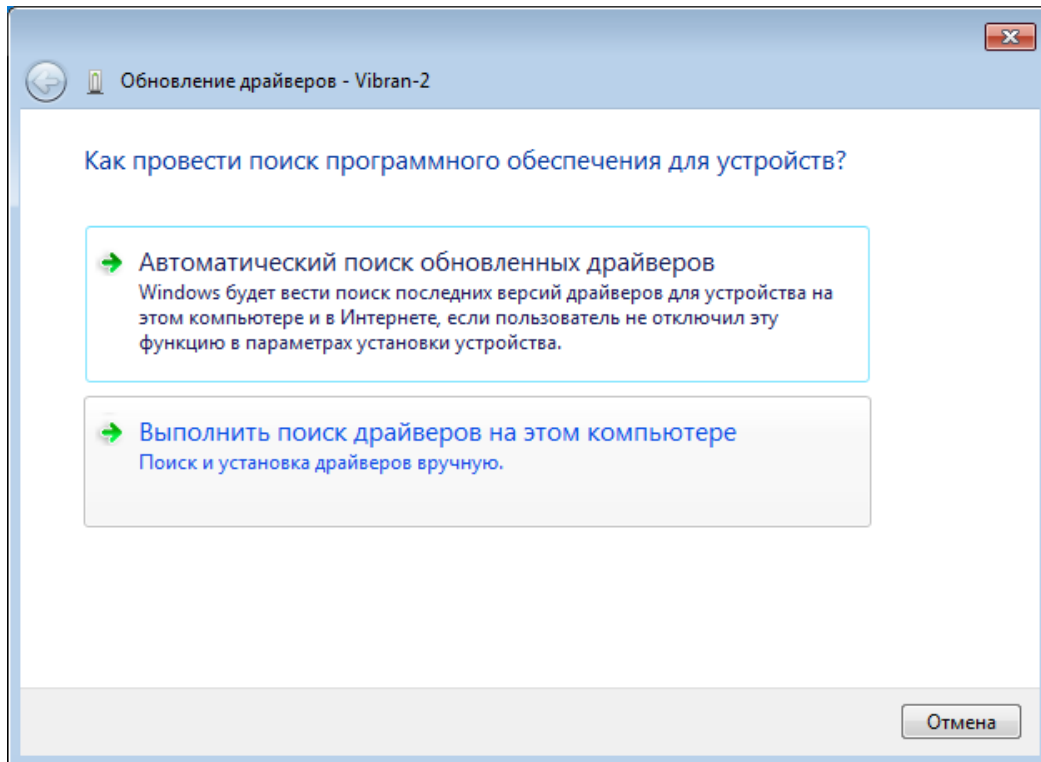 Обновление драйверов - Vibran-2
Как провести поиск программного обеспечения для устройств?
Автоматический поиск обновленных драйверов
Windows будет вести поиск последних версий драйверов для устройства на
этом компьютере и в Интернете, если пользователь не отключил эту
функцию в параметрах установки устройства.
Выполнить поиск драйверов на этом компьютере
Поиск и установка драйверов вручную.
Отмена